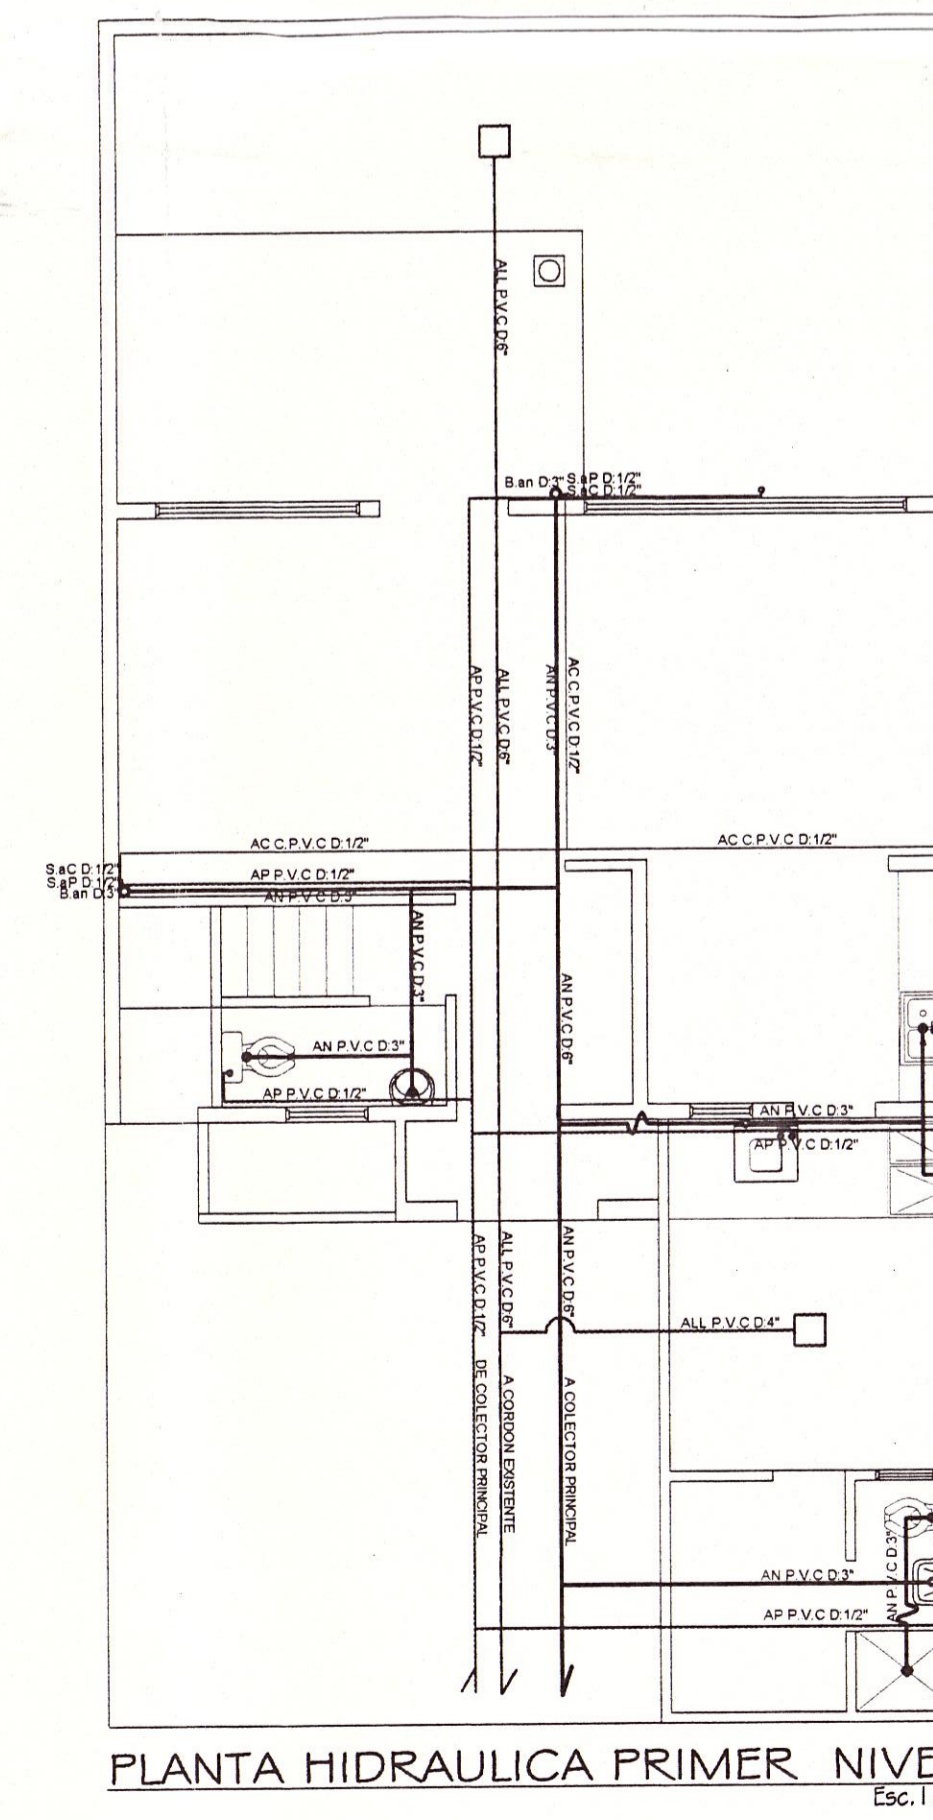 ALL P.V.C D:6"
B.an D:3"
S.aP D:1/2"
S.aC D:1/2"
AP P.V.C D:1/2"
ALL P.V.C D:6"
AN P.V.C D:3"
AC C.P.V.C D:1/2"
AC C.P.V.C D:1/2"
AC C.P.V.C D:1/2"
S.aC D:1/2"
S.aP D:1/2"
B.an D:3"
AP P.V.C D:1/2"
AN P.V.C D:3"
AN P.V.C D:3"
AN P.V.C D:6"
AN P.V.C D:3"
AP P.V.C D:1/2"
AN P.V.C D:3"
AP P.V.C D:1/2"
AP P.V.C D:1/2"
ALL P.V.C D:6"
AN P.V.C D:6"
ALL P.V.C D:4"
DE COLECTOR PRINCIPAL
A CORDON EXISTENTE
A COLECTOR PRINCIPAL
AN P.V.C D:3"
AN P.V.C D:3"
AP P.V.C D:1/2"
PLANTA HIDRAULICA PRIMER NIVE
Esc. 1